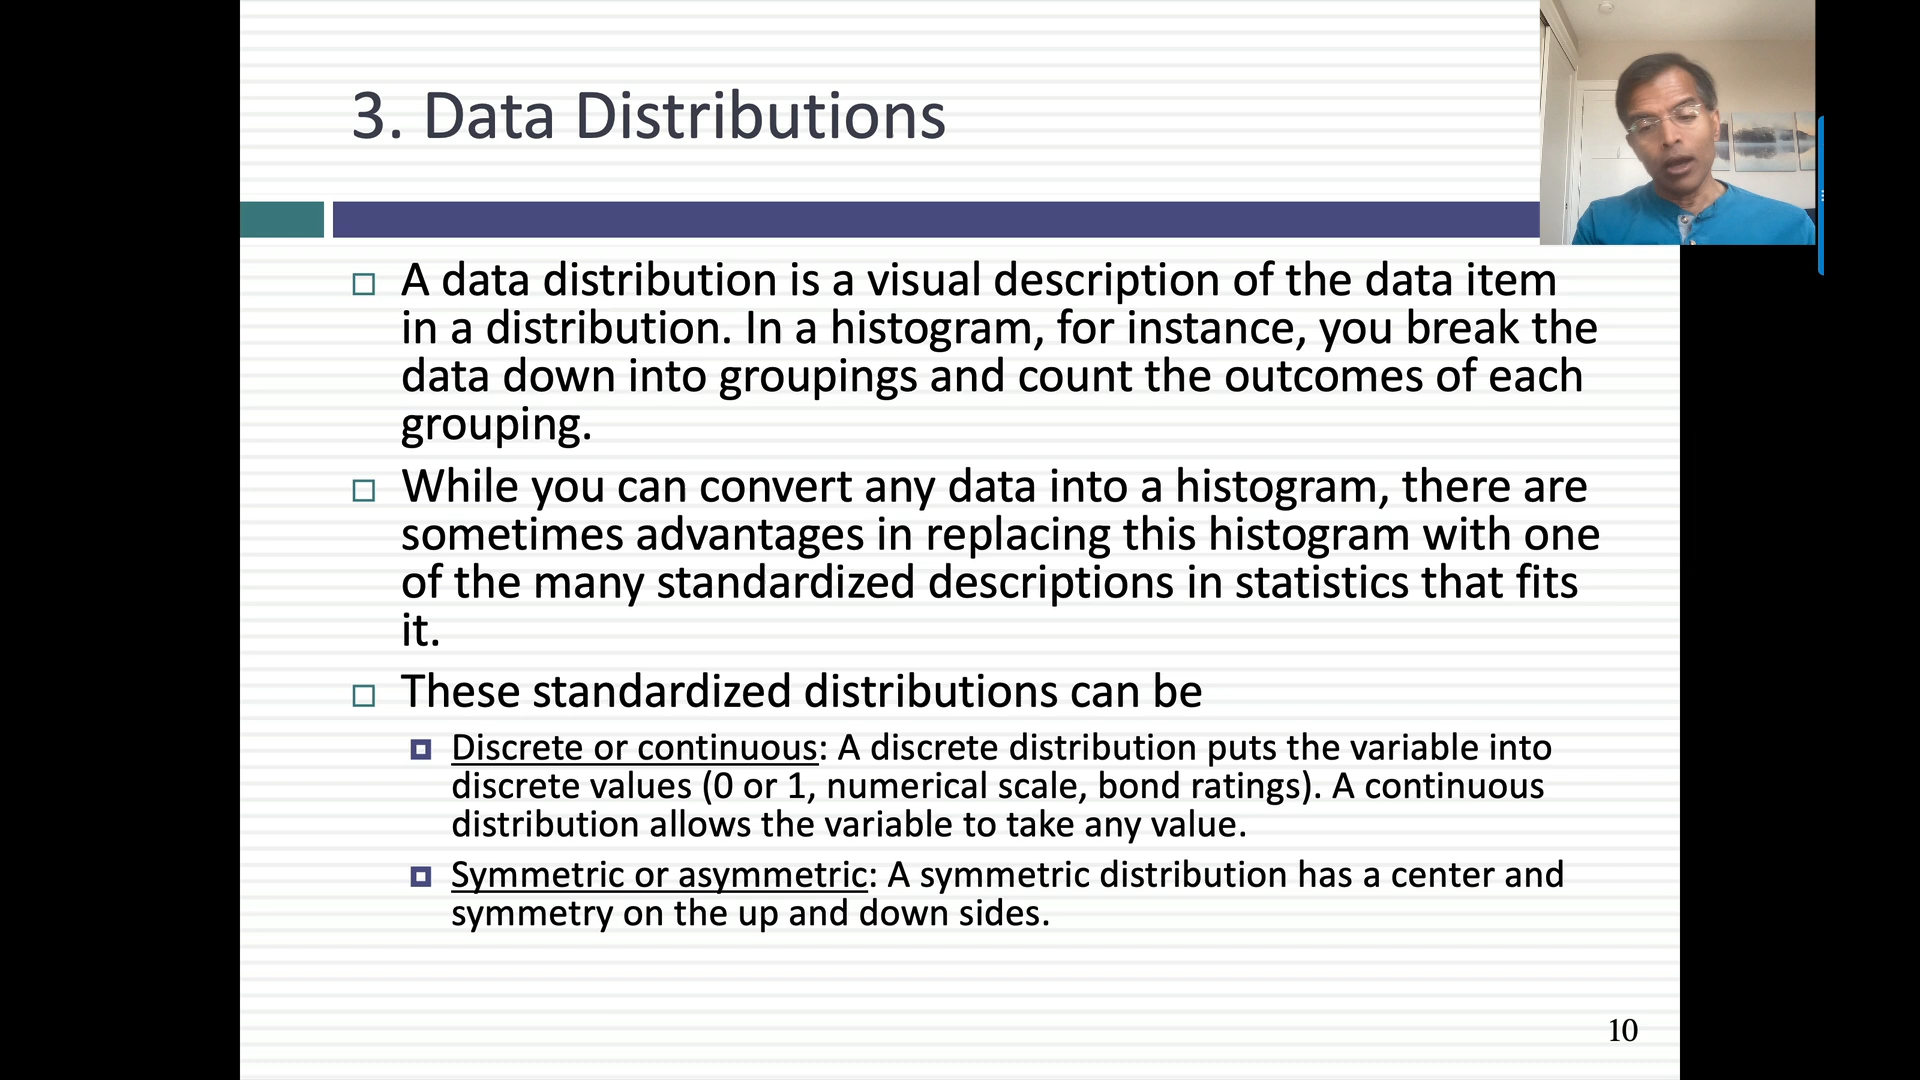 3. Data Distributions
A data distribution is a visual description of the data item
in a distribution. In a histogram, for instance, you break the
data down into groupings and count the outcomes of each
grouping.
While you can convert any data into a histogram, there are
sometimes advantages in replacing this histogram with one
of the many standardized descriptions in statistics that fits
it.
These standardized distributions can be
Discrete or continuous: A discrete distribution puts the variable into
discrete values (0 or 1, numerical scale, bond ratings). A continuous
distribution allows the variable to take any value.
Symmetric or asymmetric: A symmetric distribution has a center and
symmetry on the up and down sides.
10